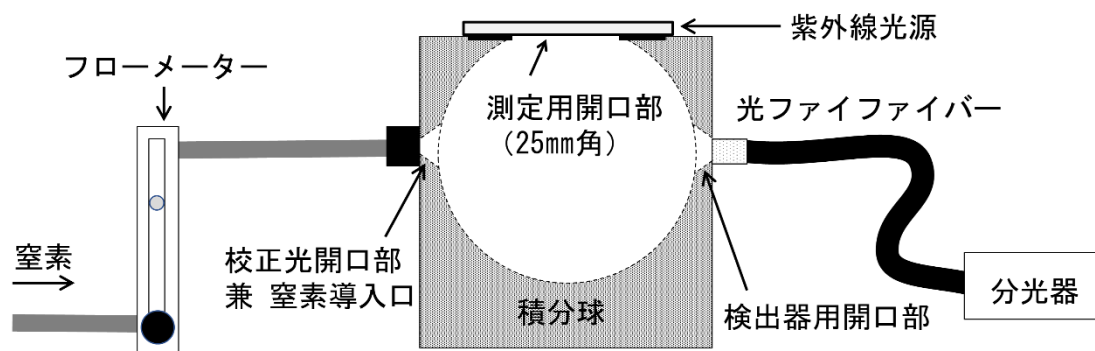 紫外線光源
フローメーター
測定用開口部
(25mm角)
光ファイファイバー
窒素
校正光開口部
兼 窒素導入口
積分球
検出器用開口部
分光器